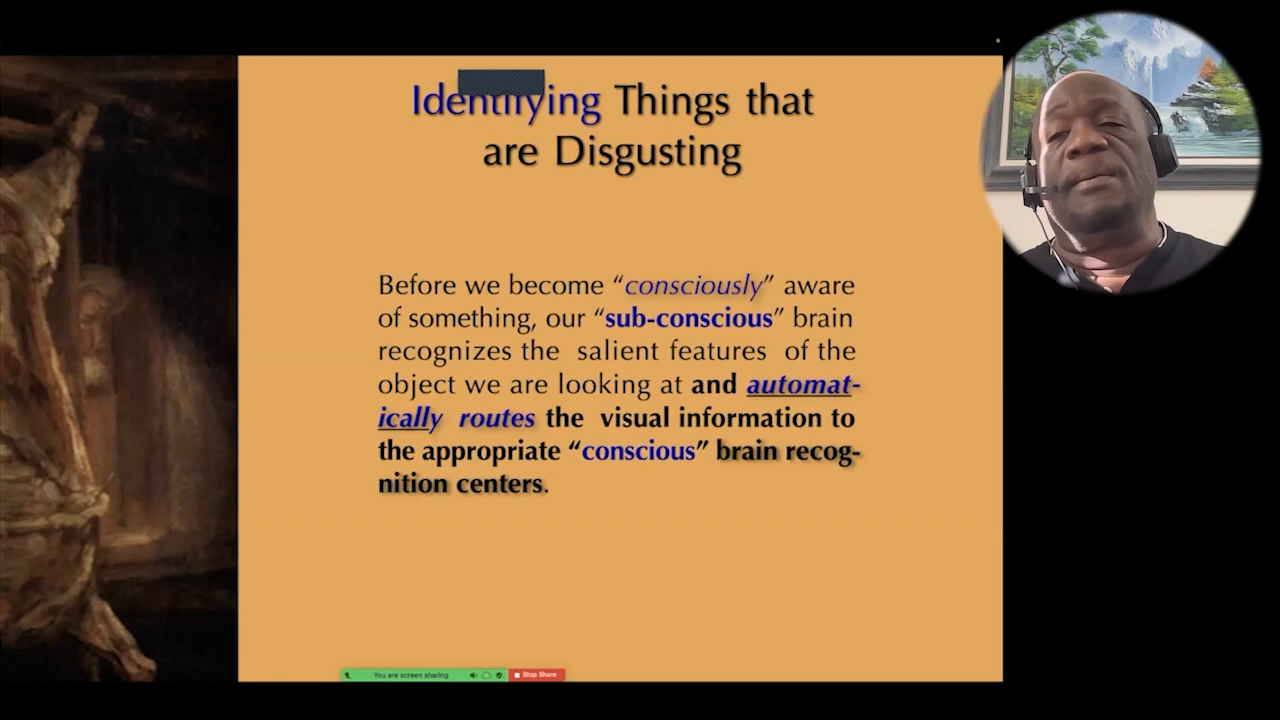 Identifying Things that
are Disgusting
Before we become “consciously” aware
of something, our “sub-conscious” brain
recognizes the salient features of the
object we are looking at and automat-
ically routes the visual information to
the appropriate “conscious” brain recog-
nition centers.
You are screen sharing Stop Share